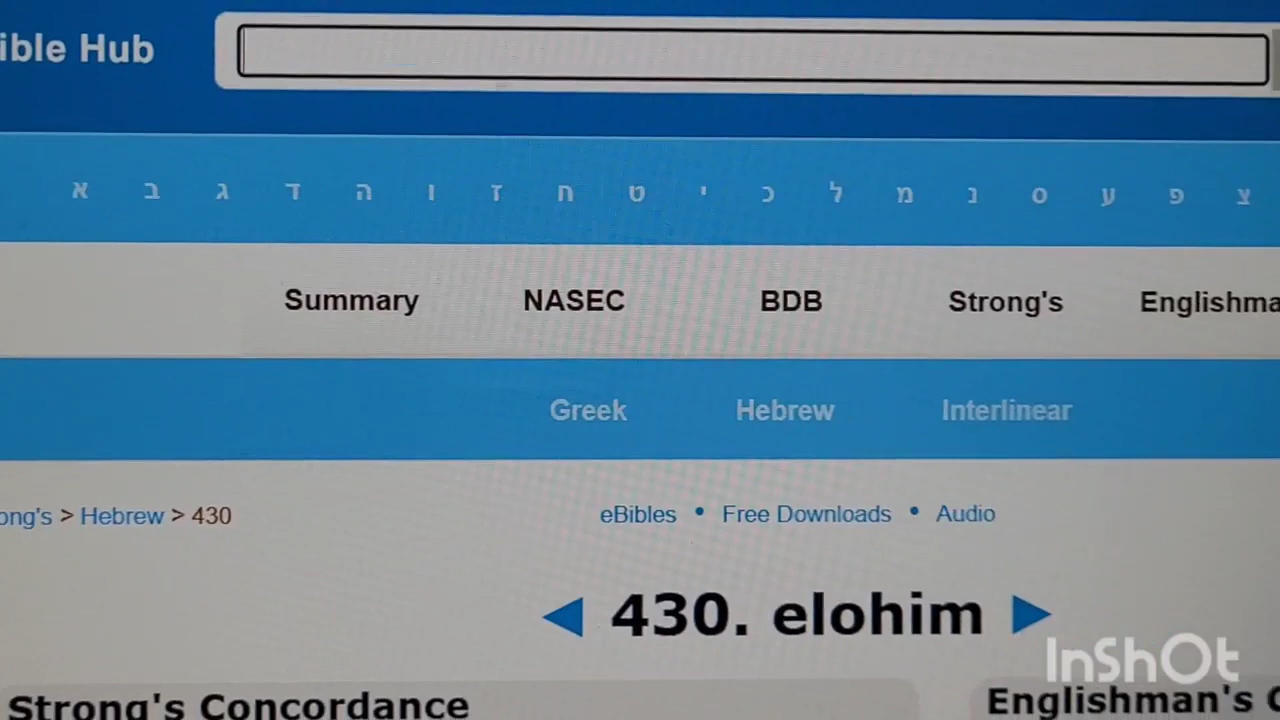 ible Hub
א ב ג ד ה ו ז ח ט י כ ל מ נ ס ע פ צ
Summary NASEC BDB Strong's Englishma
Greek Hebrew Interlinear
ong's > Hebrew > 430
eBibles • Free Downloads • Audio
◀ 430. elohim ▶
InShOt
Strong's Concordance
Englishman's C